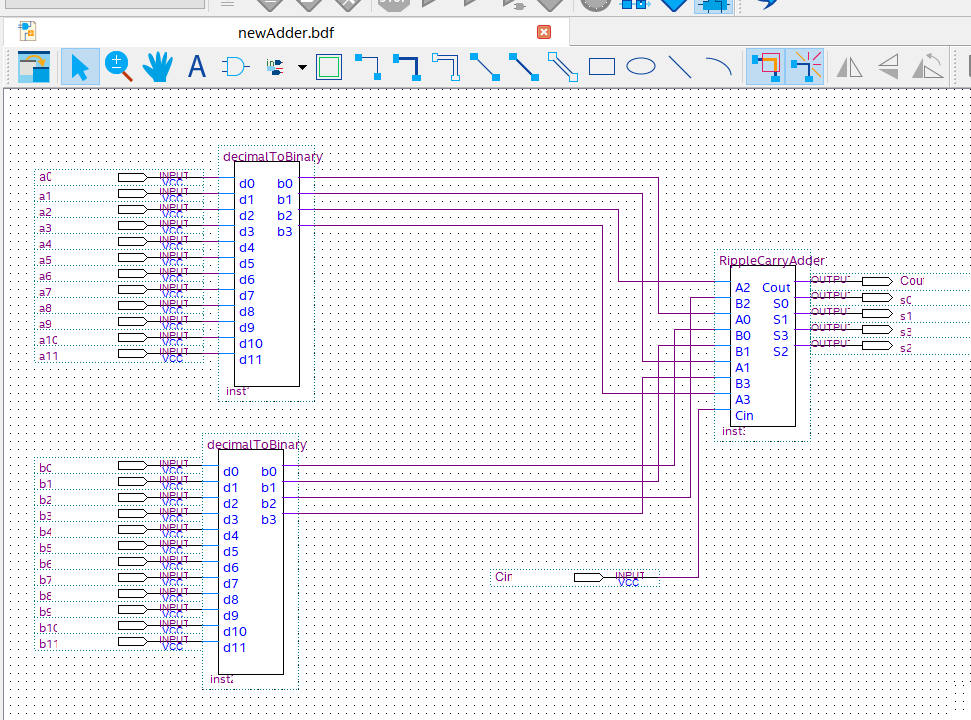 newAdder.bdf
A
decimalToBinary
a0 INPUT VCC d0 b0
a1 INPUT VCC d1 b1
a2 INPUT VCC d2 b2
a3 INPUT VCC d3 b3
a4 INPUT VCC d4
a5 INPUT VCC d5
a6 INPUT VCC d6
a7 INPUT VCC d7
a8 INPUT VCC d8
a9 INPUT VCC d9
a10 INPUT VCC d10
a11 INPUT VCC d11
inst
RippleCarryAdder
A2 Cout OUTPUT Cout
B2 S0 OUTPUT s0
A0 S1 OUTPUT s1
B0 S3 OUTPUT s3
B1 S2 OUTPUT s2
A1
B3
A3
Cin
inst
decimalToBinary
b0 INPUT VCC d0 b0
b1 INPUT VCC d1 b1
b2 INPUT VCC d2 b2
b3 INPUT VCC d3 b3
b4 INPUT VCC d4
b5 INPUT VCC d5
b6 INPUT VCC d6
b7 INPUT VCC d7
b8 INPUT VCC d8
b9 INPUT VCC d9
b10 INPUT VCC d10
b11 INPUT VCC d11
inst
Cin INPUT VCC